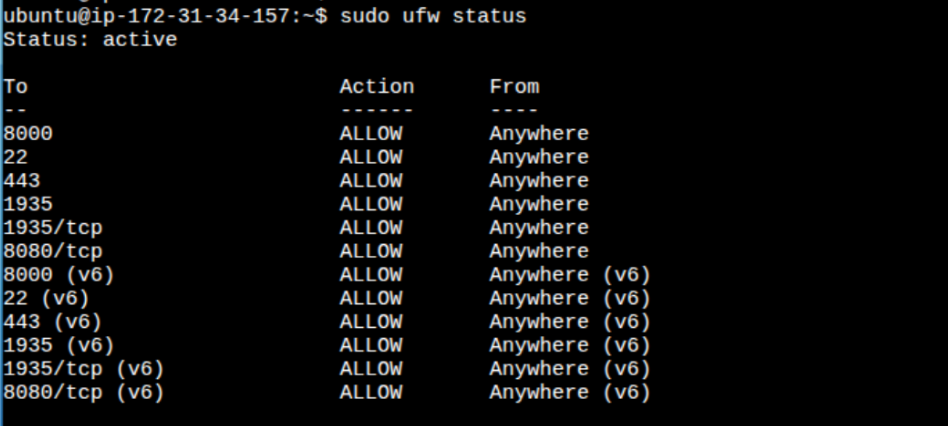 ubuntu@ip-172-31-34-157:~$ sudo ufw status
Status: active
To Action From
-- ------ ----
8000 ALLOW Anywhere
22 ALLOW Anywhere
443 ALLOW Anywhere
1935 ALLOW Anywhere
1935/tcp ALLOW Anywhere
8080/tcp ALLOW Anywhere
8000 (v6) ALLOW Anywhere (v6)
22 (v6) ALLOW Anywhere (v6)
443 (v6) ALLOW Anywhere (v6)
1935 (v6) ALLOW Anywhere (v6)
1935/tcp (v6) ALLOW Anywhere (v6)
8080/tcp (v6) ALLOW Anywhere (v6)